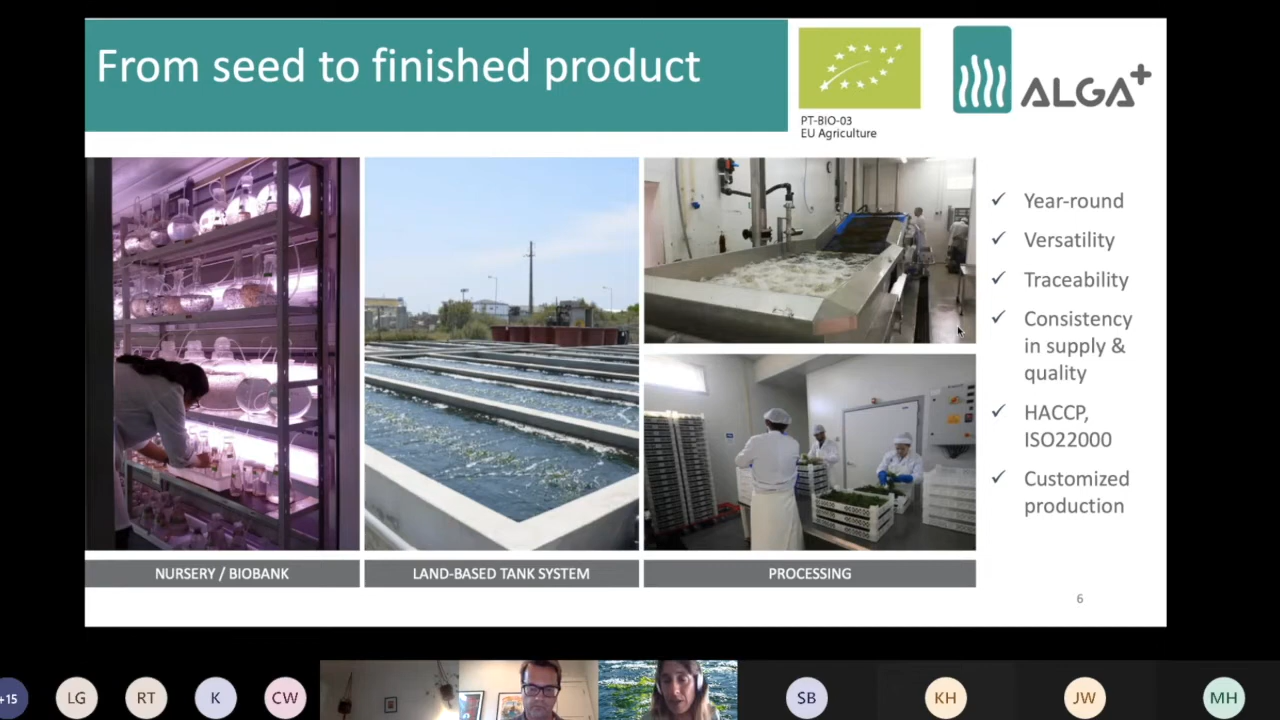 From seed to finished product
PT-BIO-03
EU Agriculture
ALGA+
✓ Year-round
✓ Versatility
✓ Traceability
✓ Consistency
in supply &
quality
✓ HACCP,
ISO22000
✓ Customized
production
NURSERY / BIOBANK
LAND-BASED TANK SYSTEM
PROCESSING
6
+15
LG
RT
K
CW
SB
KH
JW
MH